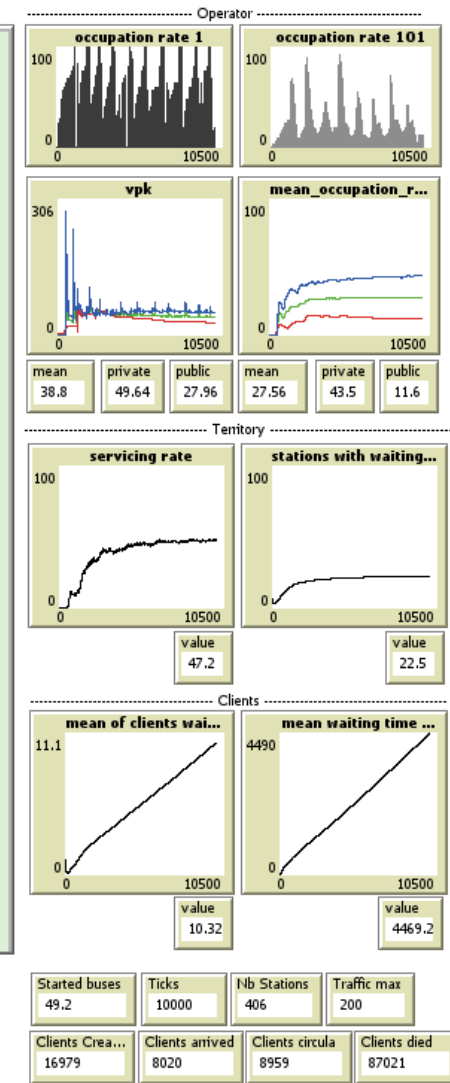 Operator
occupation rate 1
100
0
0
10500
occupation rate 101
100
0
0
10500
vpk
306
0
0
10500
mean_occupation_r...
100
0
0
10500
mean
38.8
private
49.64
public
27.96
mean
27.56
private
43.5
public
11.6
Territory
servicing rate
100
0
0
10500
stations with waiting...
100
0
0
10500
value
47.2
value
22.5
Clients
mean of clients wai...
11.1
0
0
10500
mean waiting time ...
4490
0
0
10500
value
10.32
value
4469.2
Started buses
49.2
Ticks
10000
Nb Stations
406
Traffic max
200
Clients Crea...
16979
Clients arrived
8020
Clients circula
8959
Clients died
87021